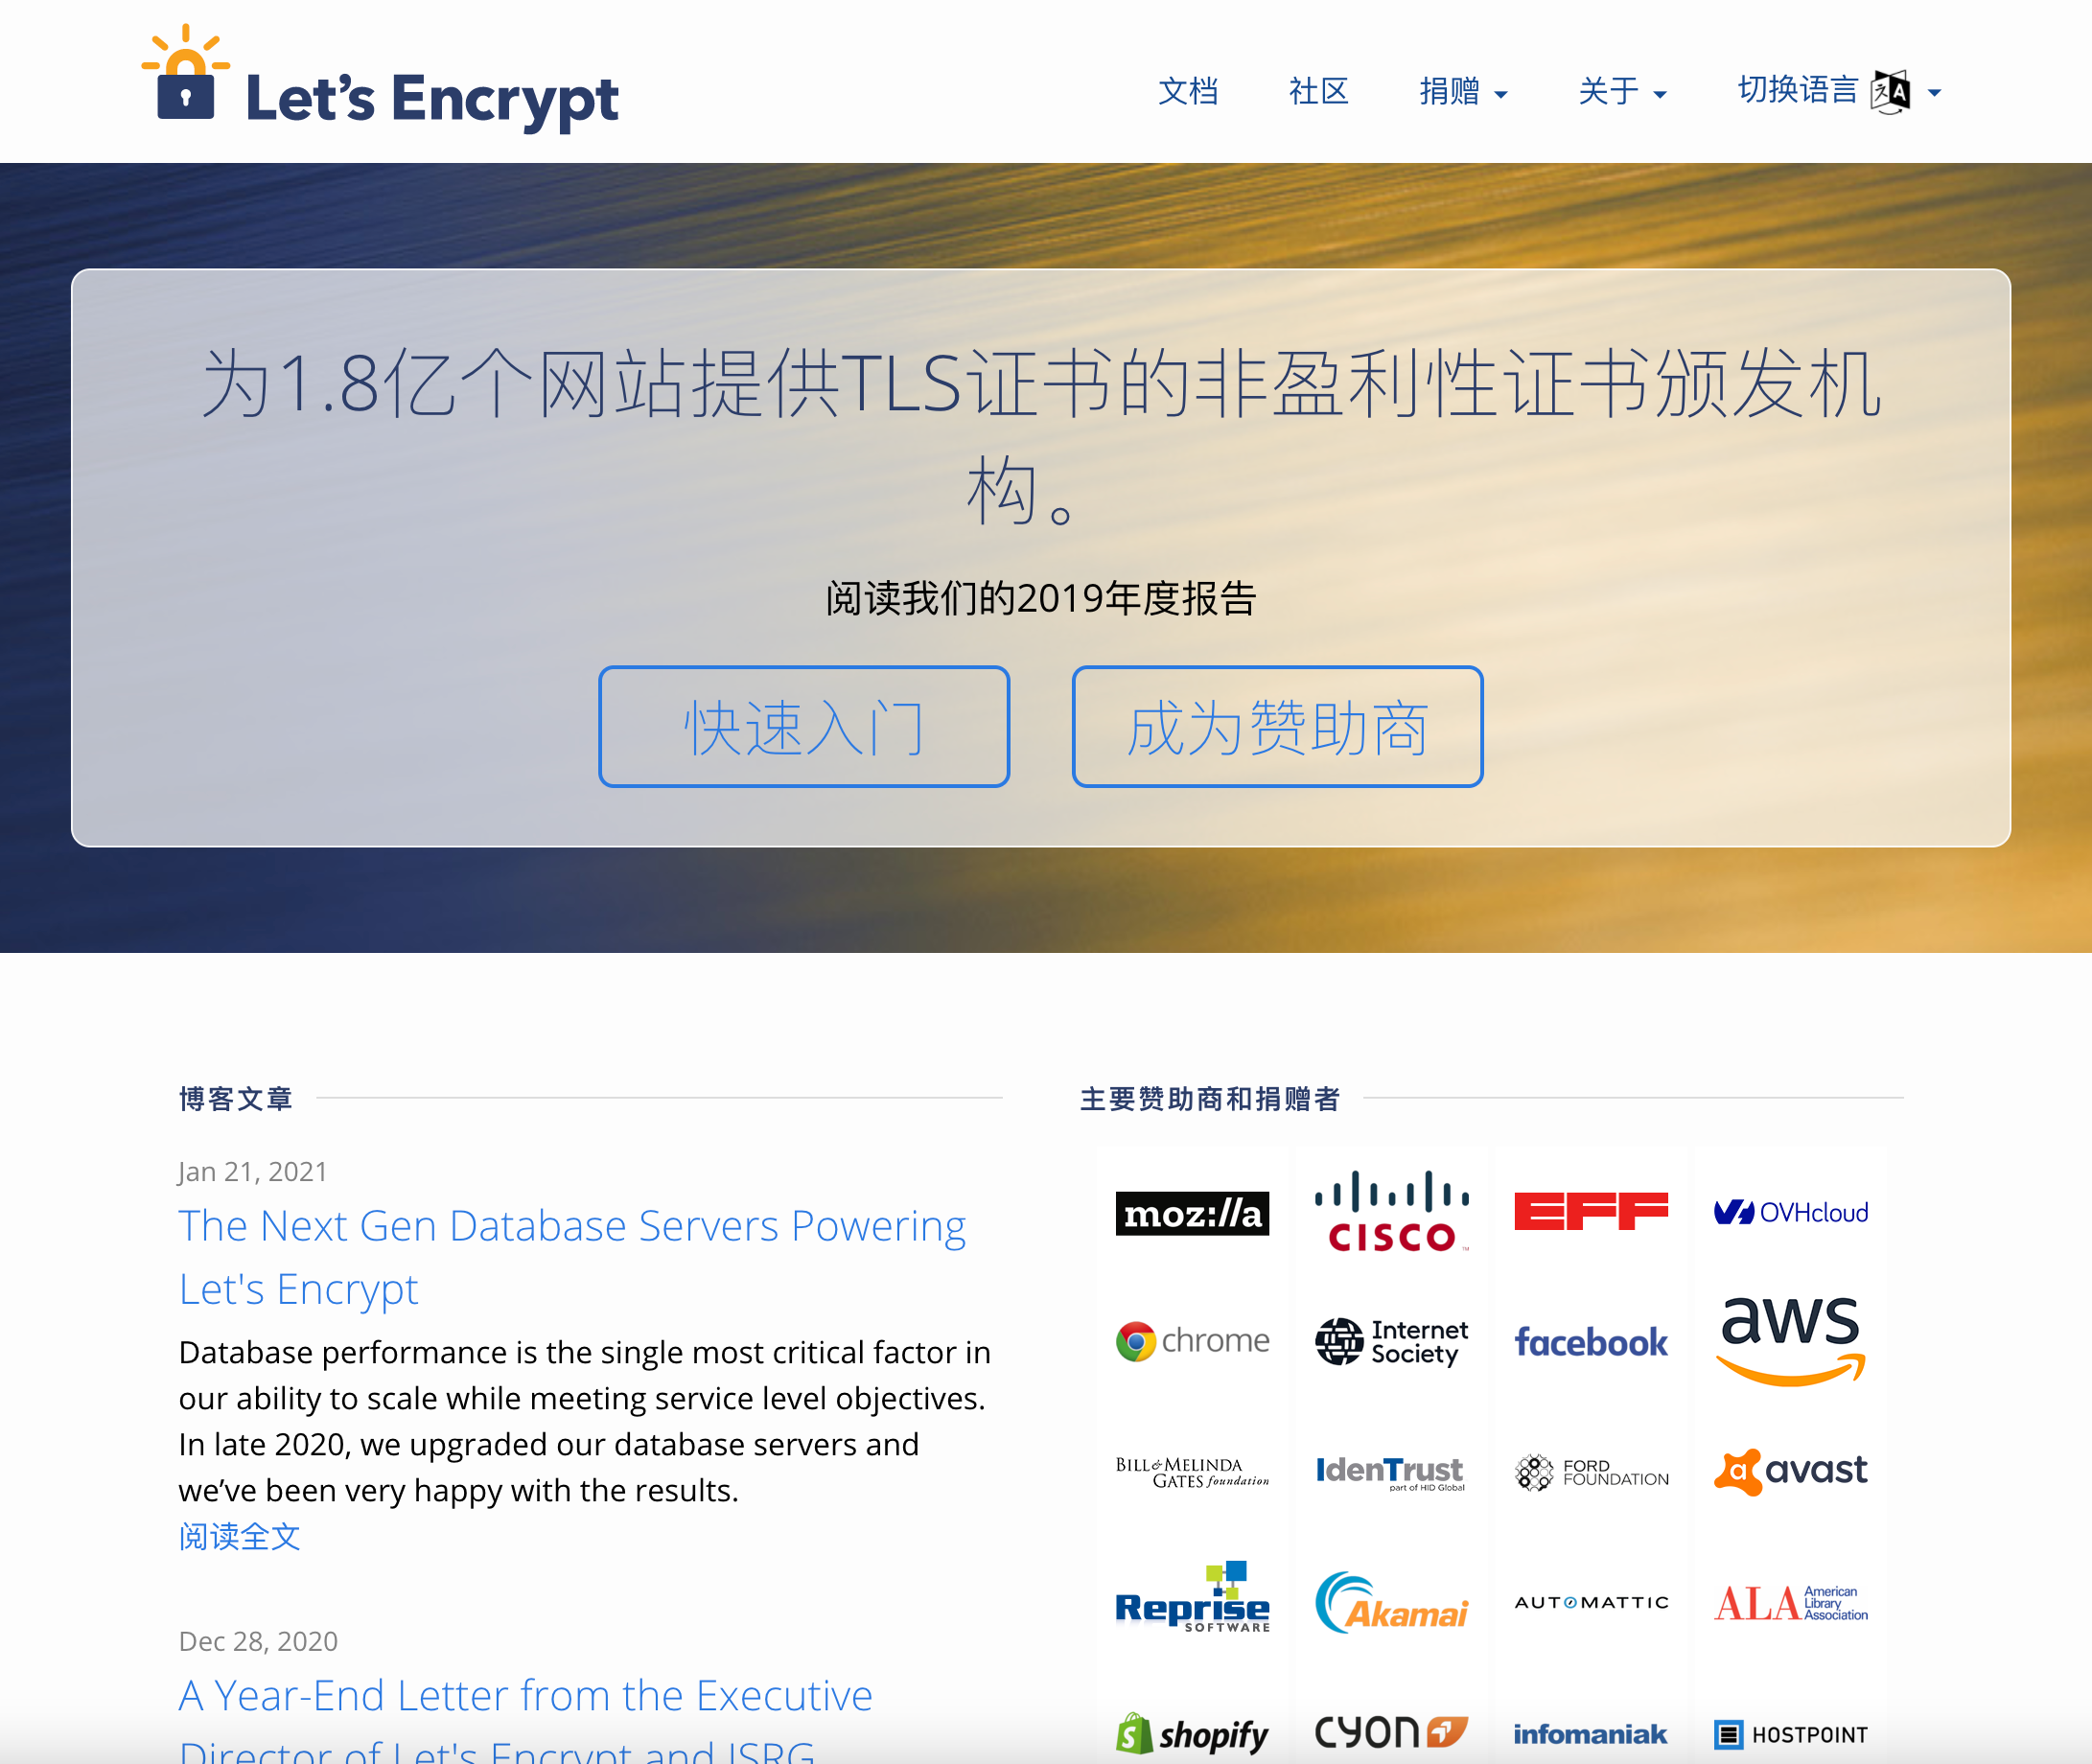 Let's Encrypt
文档 社区 捐赠 关于 切换语言
为1.8亿个网站提供TLS证书的非盈利性证书颁发机
构。
阅读我们的2019年度报告
快速入门 成为赞助商
博客文章
Jan 21, 2021
The Next Gen Database Servers Powering
Let's Encrypt
Database performance is the single most critical factor in
our ability to scale while meeting service level objectives.
In late 2020, we upgraded our database servers and
we’ve been very happy with the results.
阅读全文
Dec 28, 2020
A Year-End Letter from the Executive
Director of Let's Encrypt and ISRG
主要赞助商和捐赠者
moz://a CISCO EFF OVHcloud
chrome Internet Society facebook aws
BILL & MELINDA GATES foundation IdenTrust part of HID Global FORD FOUNDATION avast
Reprise SOFTWARE Akamai AUTOMATTIC ALA American Library Association
shopify cyon infomaniak HOSTPOINT